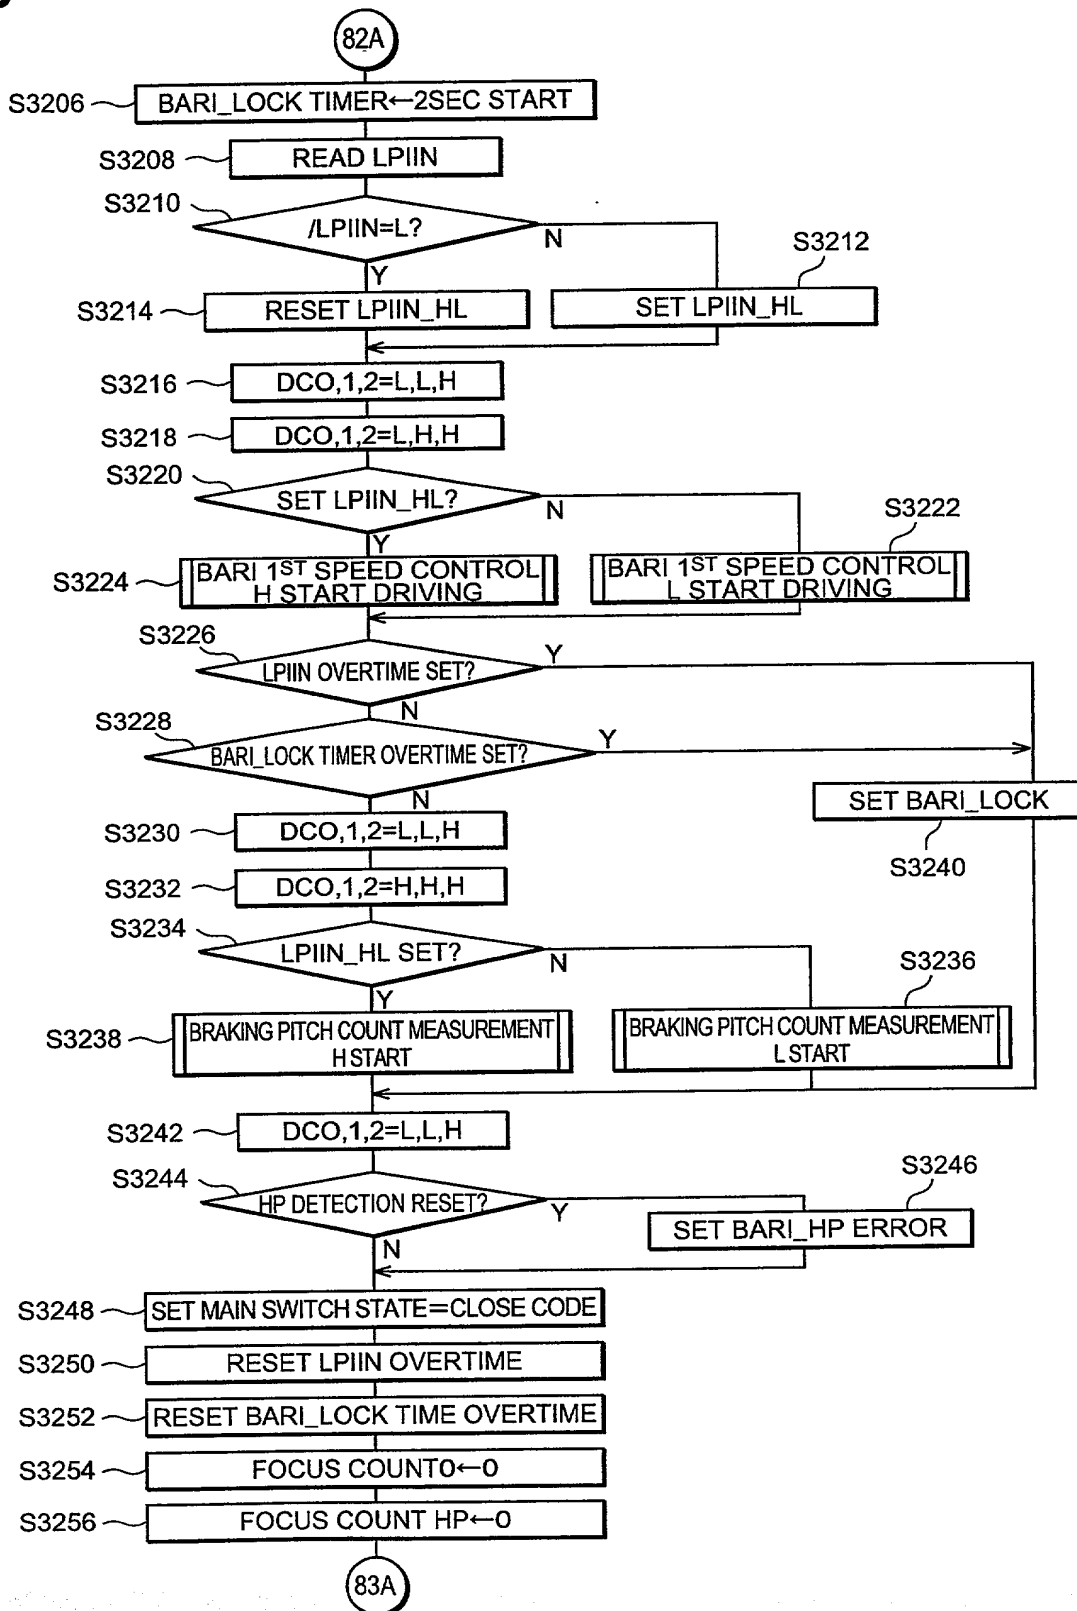 82A
S3206
BARI_LOCK TIMER←2SEC START
S3208
READ LPIIN
S3210
/LPIIN=L?
N
Y
S3212
SET LPIIN_HL
S3214
RESET LPIIN_HL
S3216
DCO,1,2=L,L,H
S3218
DCO,1,2=L,H,H
S3220
SET LPIIN_HL?
N
Y
S3222
BARI 1ST SPEED CONTROL
L START DRIVING
S3224
BARI 1ST SPEED CONTROL
H START DRIVING
S3226
LPIIN OVERTIME SET?
Y
N
S3228
BARI_LOCK TIMER OVERTIME SET?
Y
N
SET BARI_LOCK
S3240
S3230
DCO,1,2=L,L,H
S3232
DCO,1,2=H,H,H
S3234
LPIIN_HL SET?
N
Y
S3236
BRAKING PITCH COUNT MEASUREMENT
L START
S3238
BRAKING PITCH COUNT MEASUREMENT
H START
S3242
DCO,1,2=L,L,H
S3244
HP DETECTION RESET?
Y
N
S3246
SET BARI_HP ERROR
S3248
SET MAIN SWITCH STATE=CLOSE CODE
S3250
RESET LPIIN OVERTIME
S3252
RESET BARI_LOCK TIME OVERTIME
S3254
FOCUS COUNT0←0
S3256
FOCUS COUNT HP←0
83A